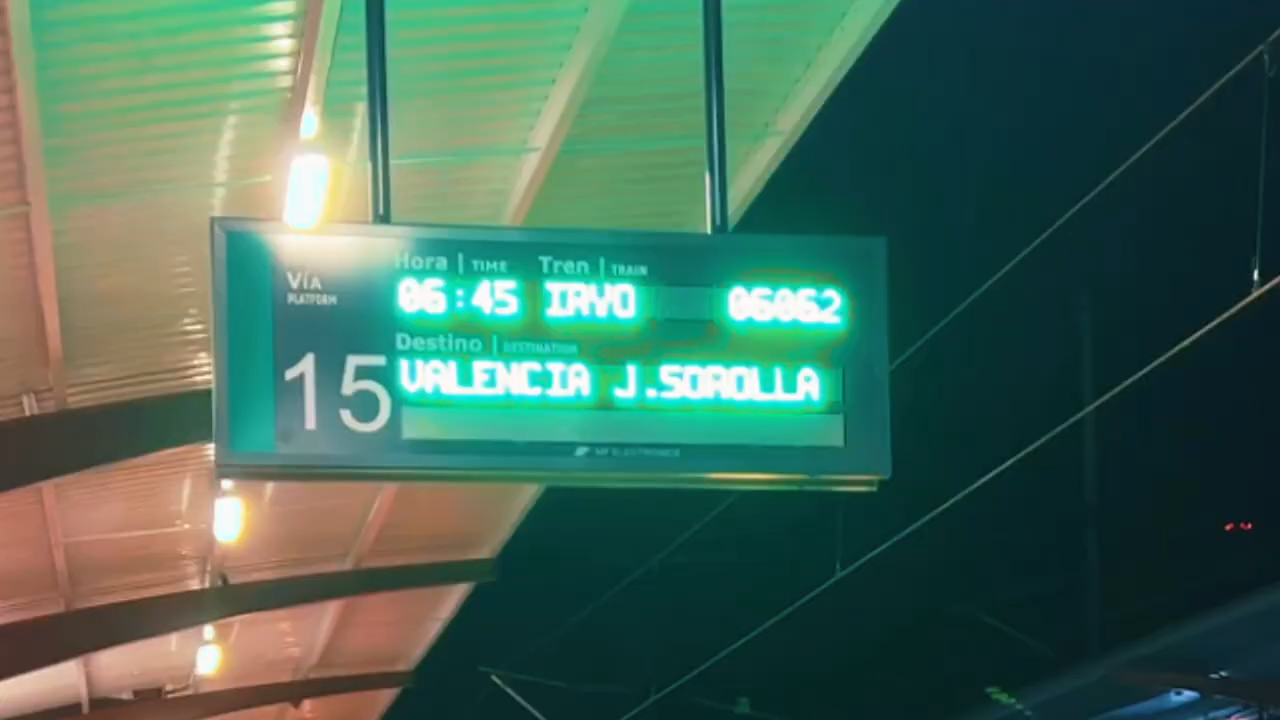 Hora | TIME Tren | TRAIN
VÍA
PLATFORM
06:45 IRYO 06062
Destino | DESTINATION
15
VALENCIA J.SOROLLA